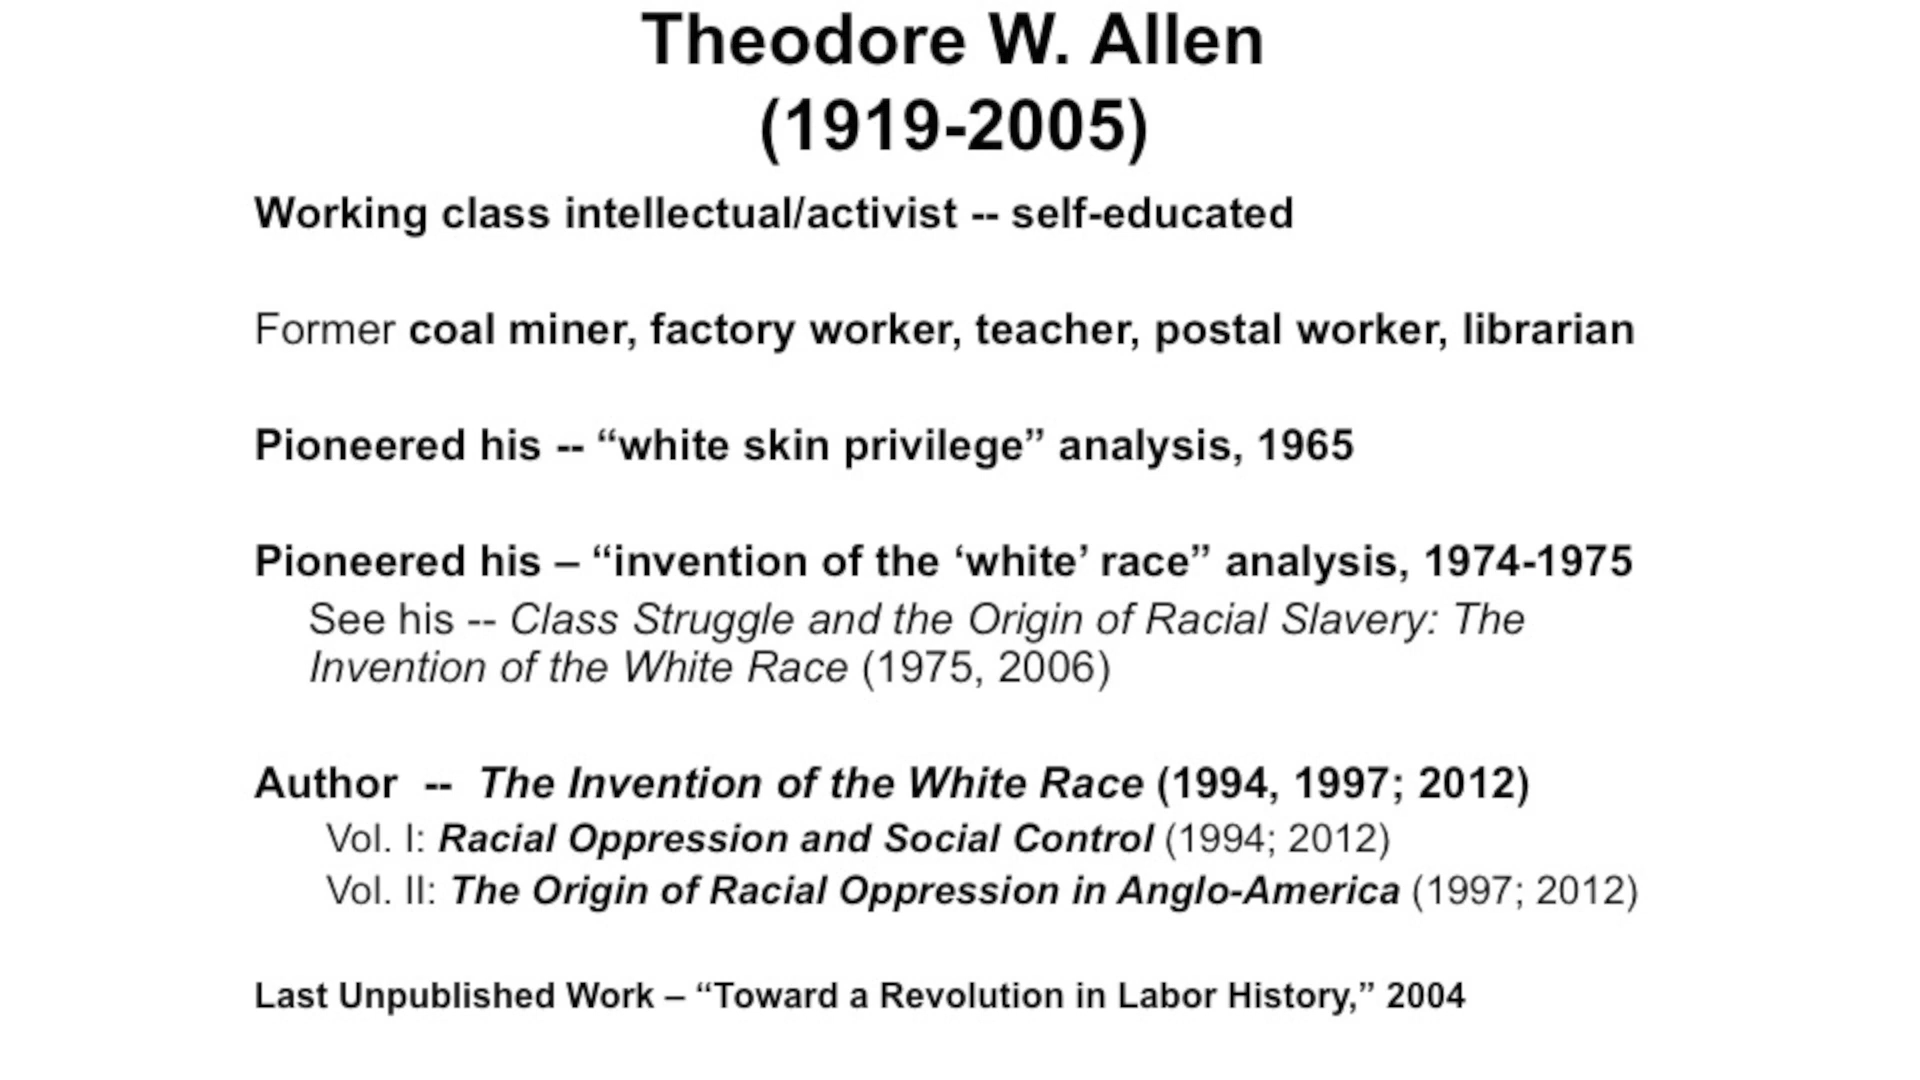 Theodore W. Allen
(1919-2005)
Working class intellectual/activist -- self-educated
Former coal miner, factory worker, teacher, postal worker, librarian
Pioneered his -- “white skin privilege” analysis, 1965
Pioneered his – “invention of the ‘white’ race” analysis, 1974-1975
See his -- Class Struggle and the Origin of Racial Slavery: The
Invention of the White Race (1975, 2006)
Author -- The Invention of the White Race (1994, 1997; 2012)
Vol. I: Racial Oppression and Social Control (1994; 2012)
Vol. II: The Origin of Racial Oppression in Anglo-America (1997; 2012)
Last Unpublished Work – “Toward a Revolution in Labor History,” 2004